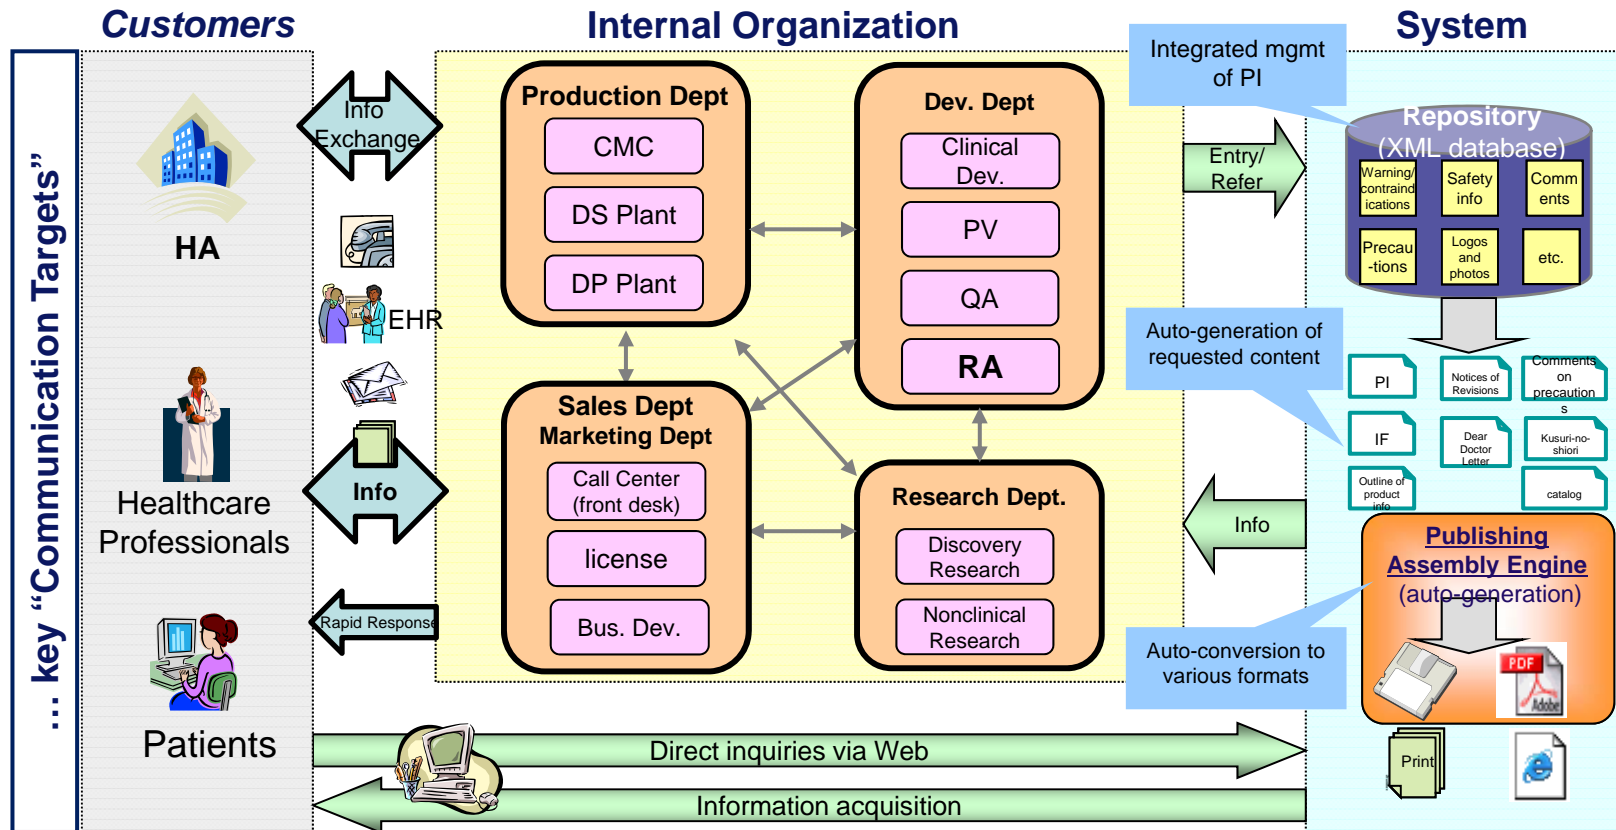 Customers
Internal Organization
System
… key “Communication Targets”
HA
Healthcare
Professionals
Patients
Info
Exchange
EHR
Info
Rapid Response
Production Dept
CMC
DS Plant
DP Plant
Dev. Dept
Clinical
Dev.
PV
QA
RA
Sales Dept
Marketing Dept
Call Center
(front desk)
license
Bus. Dev.
Research Dept.
Discovery
Research
Nonclinical
Research
Entry/
Refer
Info
Direct inquiries via Web
Information acquisition
Integrated mgmt
of PI
Repository
(XML database)
Warning/
contraind
ications
Safety
info
Comm
ents
Precau
-tions
Logos
and
photos
etc.
Auto-generation of
requested content
PI
Notices of
Revisions
Comments
on
precaution
s
IF
Dear
Doctor
Letter
Kusuri-no-
shiori
Outline of
product
info
catalog
Publishing
Assembly Engine
(auto-generation)
Auto-conversion to
various formats
PDF
Adobe
Print